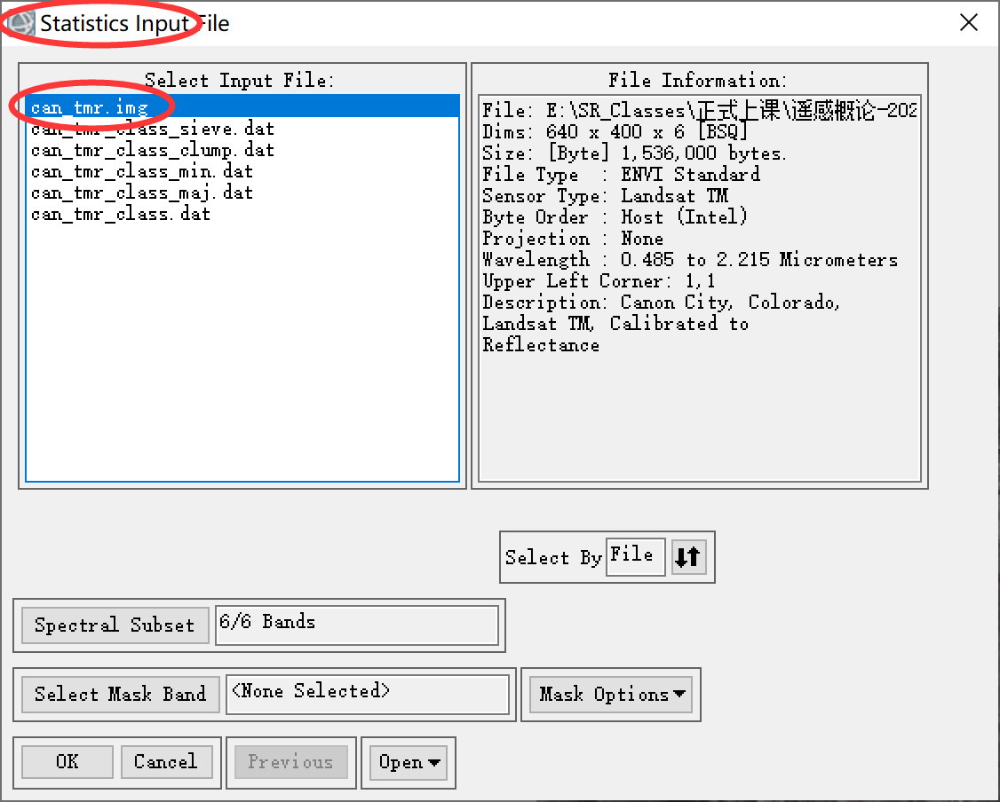 Statistics Input File
Select Input File:
can_tmr.img
can_tmr_class_sieve.dat
can_tmr_class_clump.dat
can_tmr_class_min.dat
can_tmr_class_maj.dat
can_tmr_class.dat
File Information:
File: E:\SR_Classes\正式上课\遥感概论-202
Dims: 640 x 400 x 6 [BSQ]
Size: [Byte] 1,536,000 bytes.
File Type : ENVI Standard
Sensor Type: Landsat TM
Byte Order : Host (Intel)
Projection : None
Wavelength : 0.485 to 2.215 Micrometers
Upper Left Corner: 1,1
Description: Canon City, Colorado,
Landsat TM, Calibrated to
Reflectance
Select By File
Spectral Subset 6/6 Bands
Select Mask Band <None Selected> Mask Options
OK Cancel Previous Open